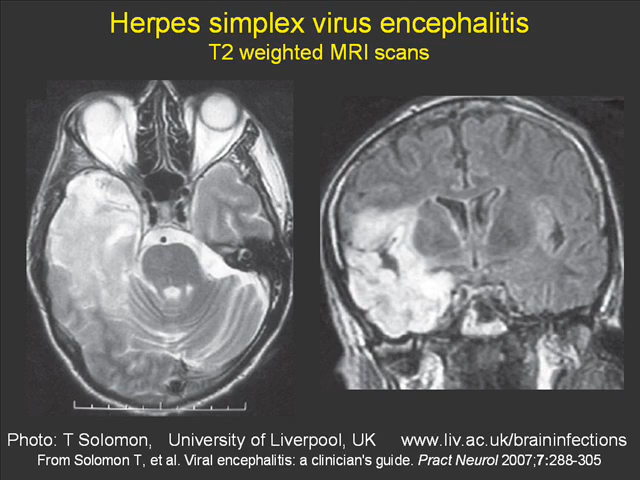 Herpes simplex virus encephalitis
T2 weighted MRI scans
Photo: T Solomon, University of Liverpool, UK www.liv.ac.uk/braininfections
From Solomon T, et al. Viral encephalitis: a clinician's guide. Pract Neurol 2007;7:288-305